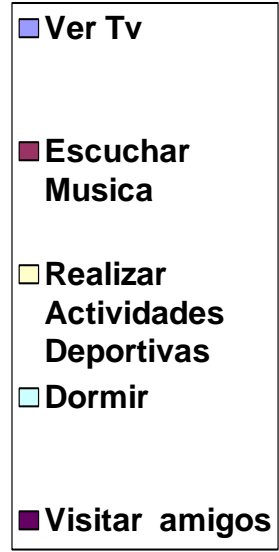 Ver Tv
Escuchar
Musica
Realizar
Actividades
Deportivas
Dormir
Visitar amigos